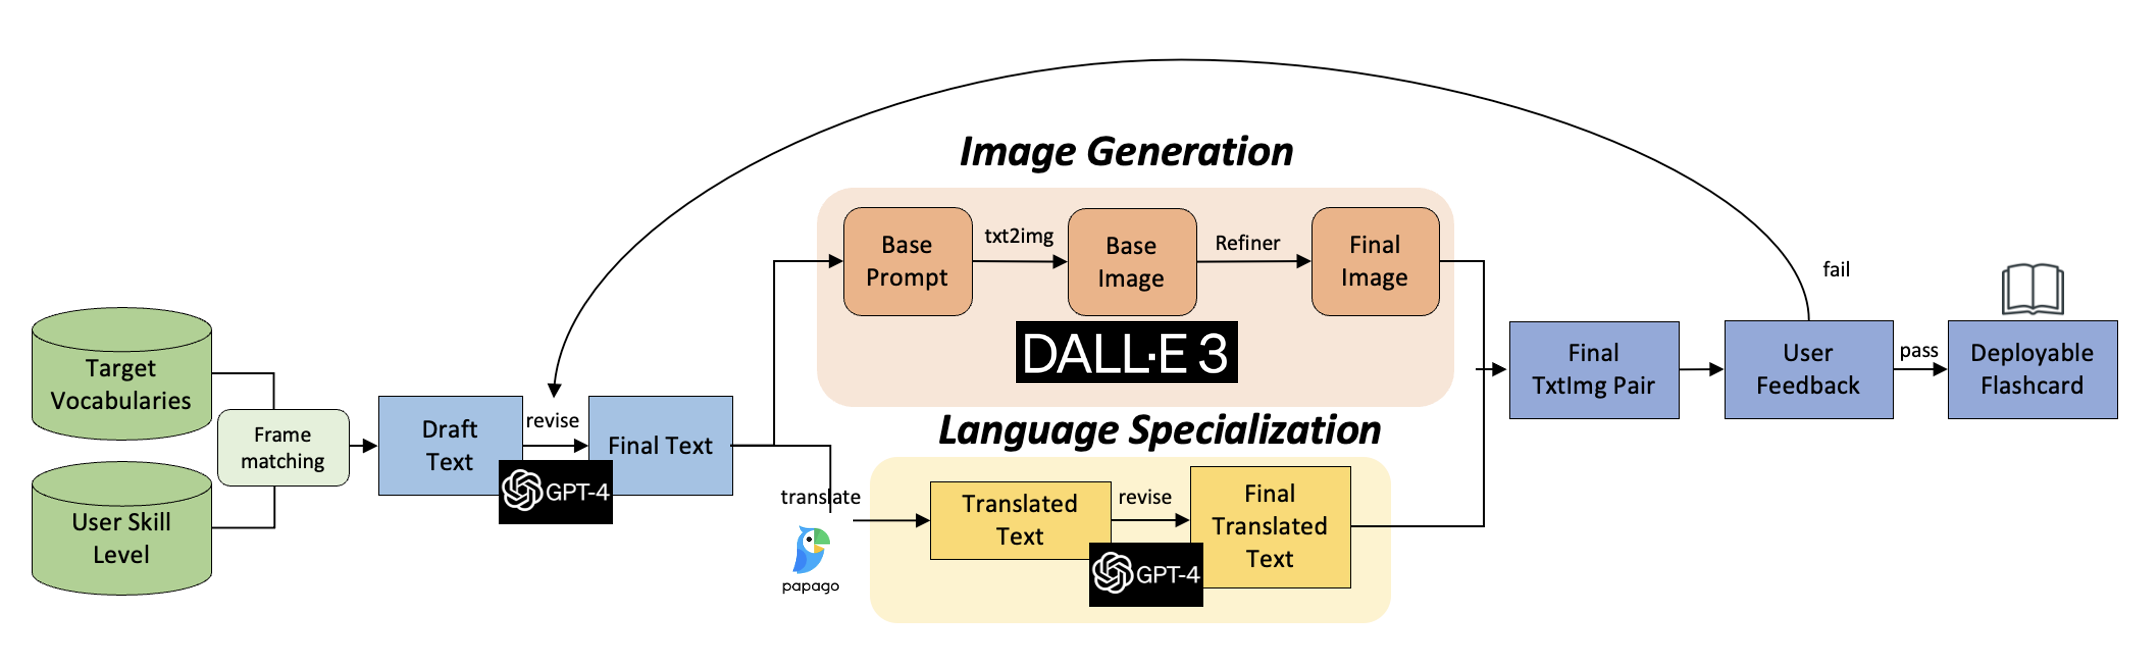 Image Generation
Base
Prompt
txt2img
Base
Image
Refiner
Final
Image
DALL·E 3
fail
Target
Vocabularies
User Skill
Level
Frame
matching
Draft
Text
revise
GPT-4
Final Text
Language Specialization
translate
papago
Translated
Text
revise
GPT-4
Final
Translated
Text
Final
TxtImg Pair
User
Feedback
pass
Deployable
Flashcard